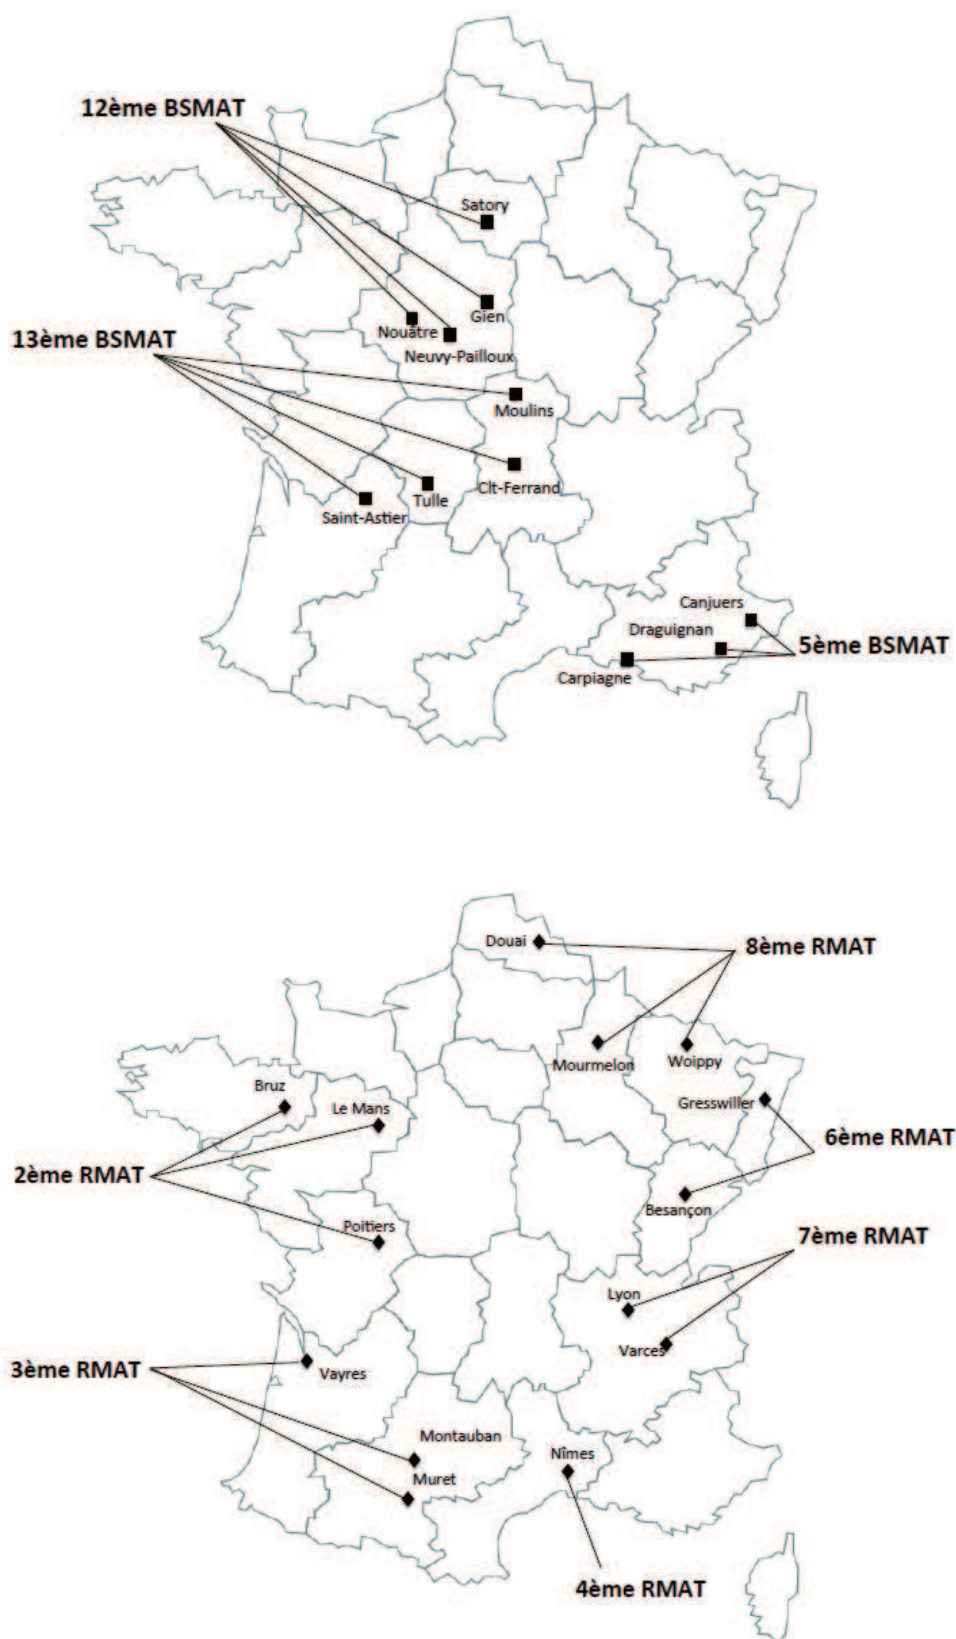 12ème BSMAT
Satory
Gien
Nouâtre
Neuvy-Pailloux
13ème BSMAT
Moulins
Clt-Ferrand
Tulle
Saint-Astier
Canjuers
Draguignan
5ème BSMAT
Carpiagne
Douai
8ème RMAT
Mourmelon
Woippy
Bruz
Le Mans
Gresswiller
6ème RMAT
2ème RMAT
Besançon
Poitiers
7ème RMAT
Lyon
Varces
3ème RMAT
Vayres
Montauban
Nîmes
Muret
4ème RMAT